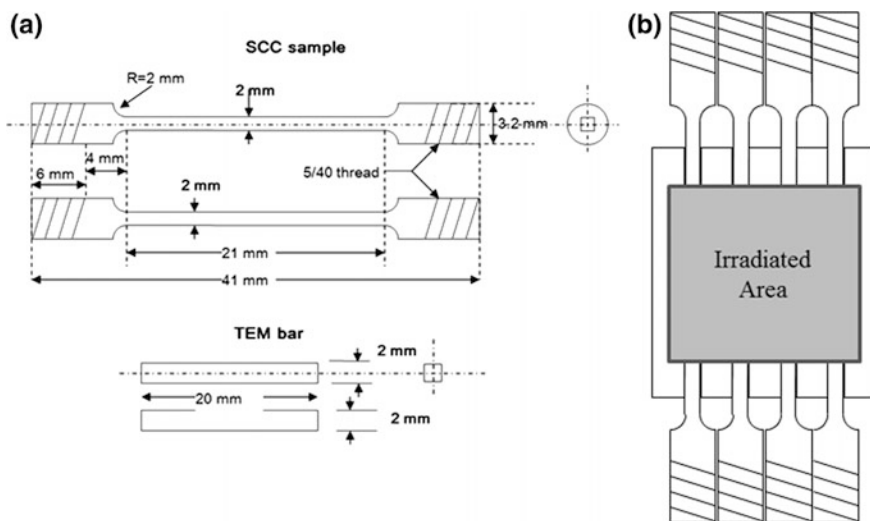 (a)
SCC sample
R=2 mm
2 mm
3.2 mm
4 mm
6 mm
5/40 thread
2 mm
21 mm
41 mm
TEM bar
2 mm
20 mm
2 mm
(b)
Irradiated
Area